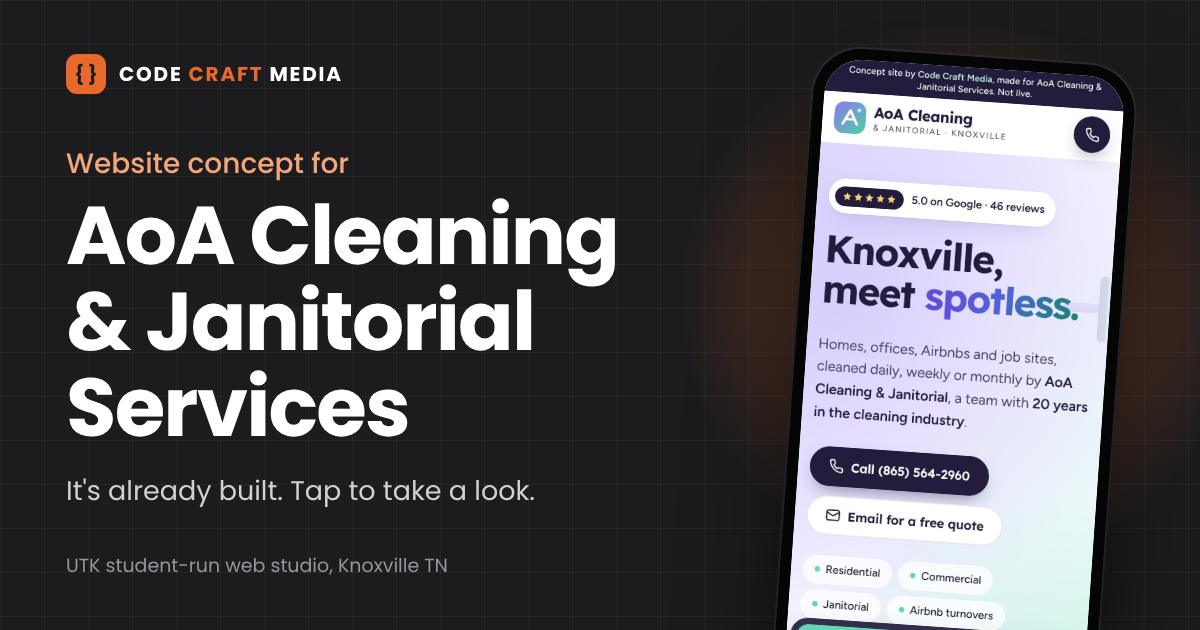 { } CODE CRAFT MEDIA
Website concept for
AoA Cleaning
& Janitorial
Services
It's already built. Tap to take a look.
UTK student-run web studio, Knoxville TN
Concept site by Code Craft Media, made for AoA Cleaning &
Janitorial Services. Not live.
A
AoA Cleaning
& JANITORIAL · KNOXVILLE
★★★★★ 5.0 on Google · 46 reviews
Knoxville,
meet spotless.
Homes, offices, Airbnbs and job sites,
cleaned daily, weekly or monthly by AoA
Cleaning & Janitorial, a team with 20 years
in the cleaning industry.
Call (865) 564-2960
Email for a free quote
Residential
Commercial
Janitorial
Airbnb turnovers